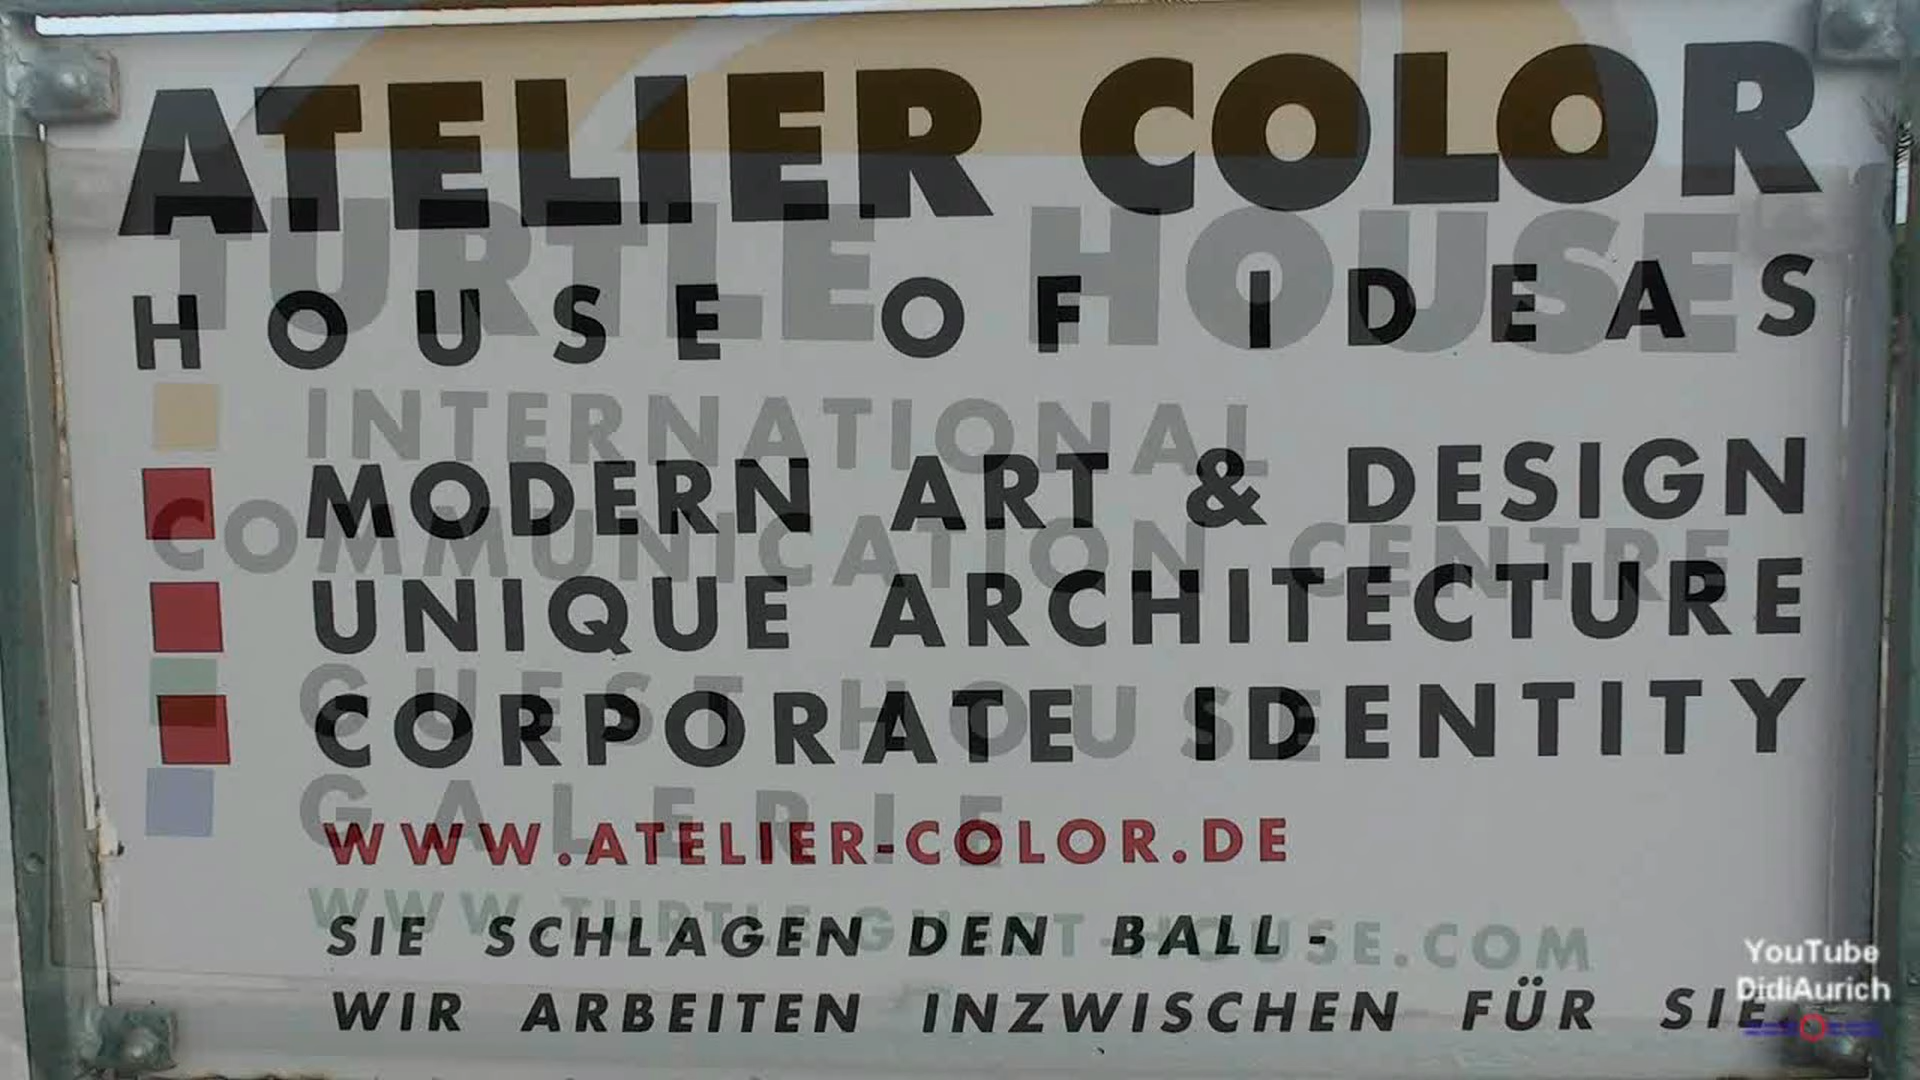 ATELIER COLOR
TURTLE HOUSE
HOUSE OF IDEAS
INTERNATIONAL
MODERN ART & DESIGN
COMMUNICATION CENTRE
UNIQUE ARCHITECTURE
GUEST HOUSE
CORPORATE IDENTITY
GALERIE
WWW.ATELIER-COLOR.DE
WWW.TURTLE-GUEST-HOUSE.COM
SIE SCHLAGEN DEN BALL -
WIR ARBEITEN INZWISCHEN FÜR SIE
YouTube
DidiAurich